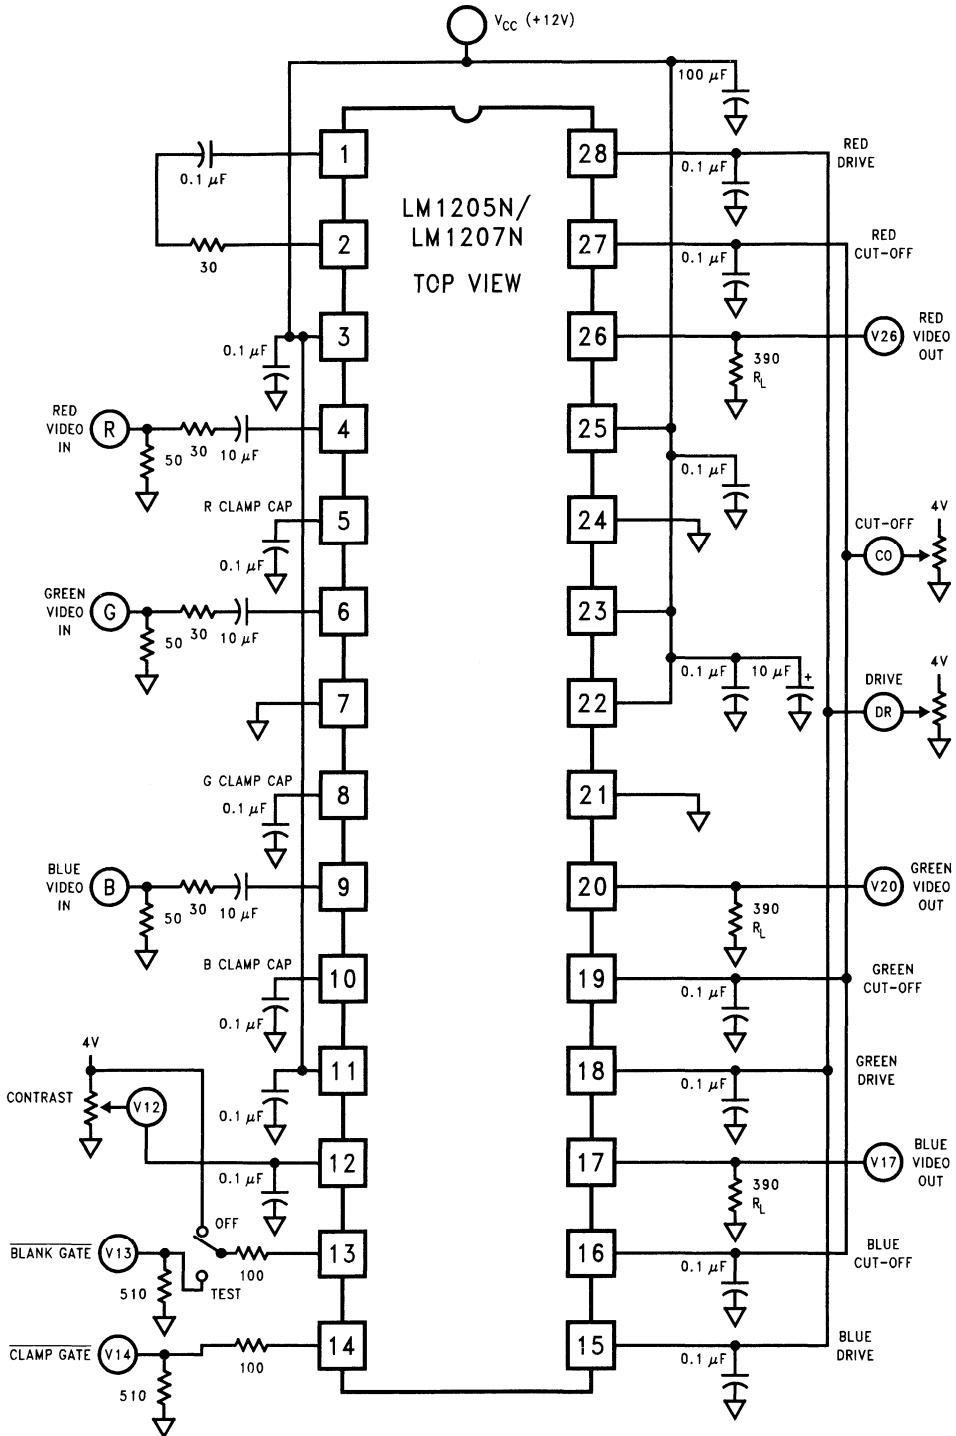 V_CC (+12V)
100 μF
1
0.1 μF
2
30
LM1205N/
LM1207N
TOP VIEW
28
0.1 μF
RED
DRIVE
27
0.1 μF
RED
CUT-OFF
3
0.1 μF
26
390
R_L
V26
RED
VIDEO
OUT
RED
VIDEO
IN
R
50
30
10 μF
4
25
0.1 μF
R CLAMP CAP
0.1 μF
5
24
CUT-OFF
CO
4V
GREEN
VIDEO
IN
G
50
30
10 μF
6
23
0.1 μF
10 μF
+
7
22
DRIVE
DR
4V
G CLAMP CAP
0.1 μF
8
21
BLUE
VIDEO
IN
B
50
30
10 μF
9
20
390
R_L
V20
GREEN
VIDEO
OUT
B CLAMP CAP
0.1 μF
10
19
0.1 μF
GREEN
CUT-OFF
4V
CONTRAST
V12
0.1 μF
11
18
0.1 μF
GREEN
DRIVE
0.1 μF
12
17
390
R_L
V17
BLUE
VIDEO
OUT
BLANK GATE
V13
510
OFF
TEST
100
13
16
0.1 μF
BLUE
CUT-OFF
CLAMP GATE
V14
510
100
14
15
0.1 μF
BLUE
DRIVE